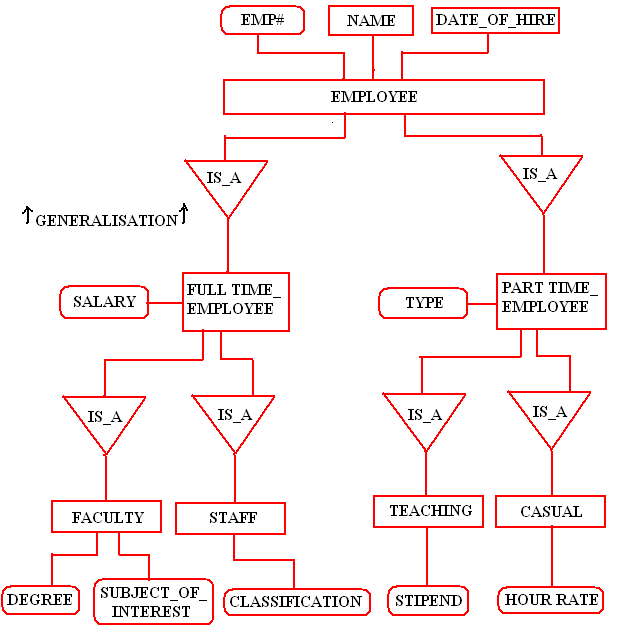 EMP#
NAME
DATE_OF_HIRE
EMPLOYEE
IS_A
IS_A
GENERALISATION
SALARY
FULL TIME_
EMPLOYEE
TYPE
PART TIME_
EMPLOYEE
IS_A
IS_A
IS_A
IS_A
FACULTY
STAFF
TEACHING
CASUAL
DEGREE
SUBJECT_OF_
INTEREST
CLASSIFICATION
STIPEND
HOUR RATE